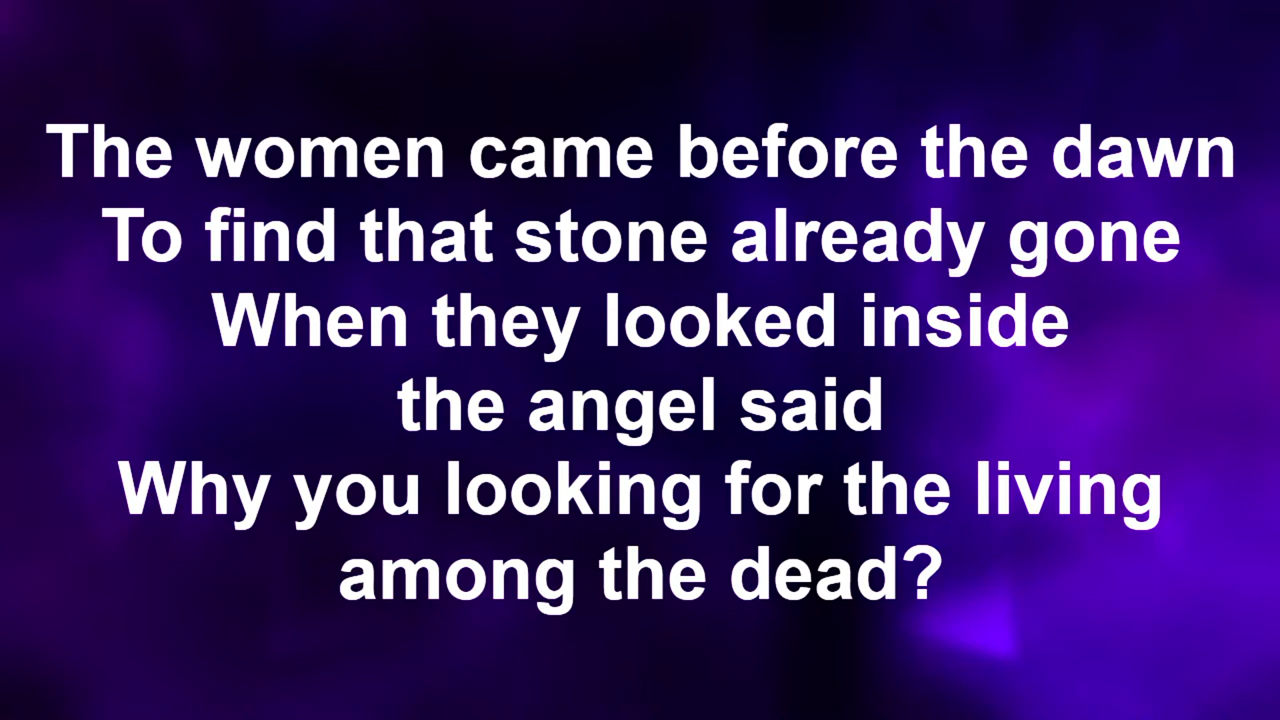 The women came before the dawn
To find that stone already gone
When they looked inside
the angel said
Why you looking for the living
among the dead?